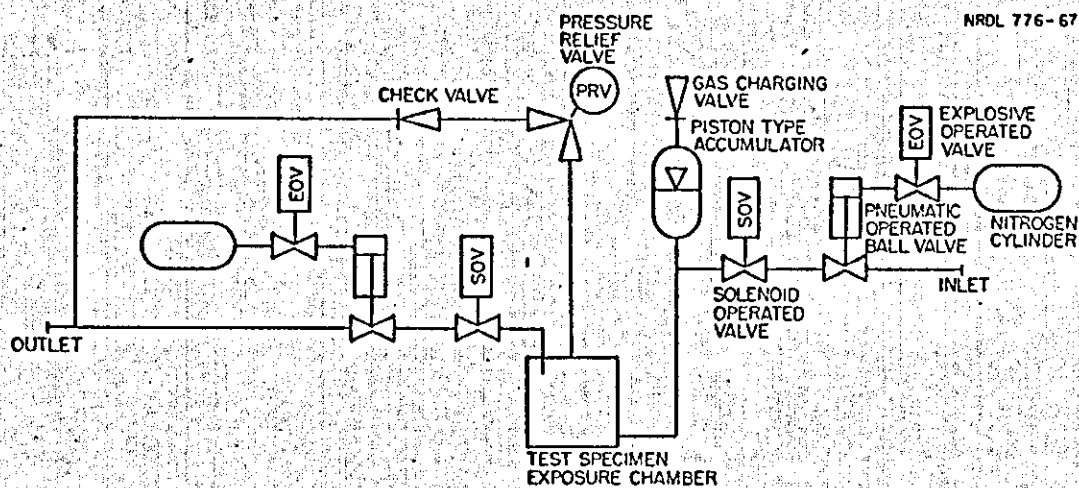 NRDL 776-67
PRESSURE
RELIEF
VALVE
PRV
CHECK VALVE
GAS CHARGING
VALVE
PISTON TYPE
ACCUMULATOR
EOV
EXPLOSIVE
OPERATED
VALVE
EOV
SOV
SOV
PNEUMATIC
OPERATED
BALL VALVE
NITROGEN
CYLINDER
INLET
SOLENOID
OPERATED
VALVE
OUTLET
TEST SPECIMEN
EXPOSURE CHAMBER